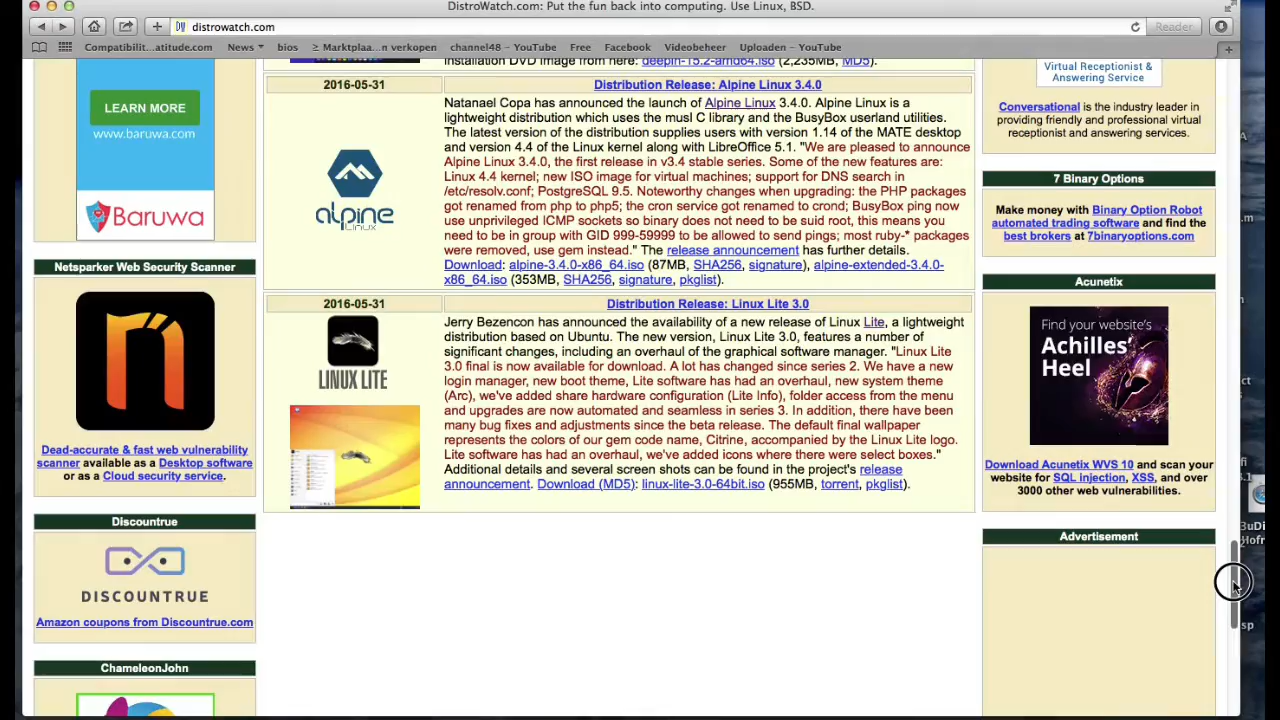 DistroWatch.com: Put the fun back into computing. Use Linux, BSD.
distrowatch.com
Reader
Compatibilit...atitude.com News bios ≥ Marktplaa...n verkopen channel48 – YouTube Free Facebook Videobeheer Uploaden – YouTube
LEARN MORE
www.baruwa.com
Baruwa
Netsparker Web Security Scanner
Dead-accurate & fast web vulnerability
scanner available as a Desktop software
or as a Cloud security service.
Discountrue
DISCOUNTRUE
Amazon coupons from Discountrue.com
ChameleonJohn
installation DVD image from here: deepin-15.2-amd64.iso (2,235MB, MD5).
2016-05-31
Distribution Release: Alpine Linux 3.4.0
alpine
Linux
Natanael Copa has announced the launch of Alpine Linux 3.4.0. Alpine Linux is a
lightweight distribution which uses the musl C library and the BusyBox userland utilities.
The latest version of the distribution supplies users with version 1.14 of the MATE desktop
and version 4.4 of the Linux kernel along with LibreOffice 5.1. "We are pleased to announce
Alpine Linux 3.4.0, the first release in v3.4 stable series. Some of the new features are:
Linux 4.4 kernel; new ISO image for virtual machines; support for DNS search in
/etc/resolv.conf; PostgreSQL 9.5. Noteworthy changes when upgrading: the PHP packages
got renamed from php to php5; the cron service got renamed to crond; BusyBox ping now
use unprivileged ICMP sockets so binary does not need to be suid root, this means you
need to be in group with GID 999-59999 to be allowed to send pings; most ruby-* packages
were removed, use gem instead." The release announcement has further details.
Download: alpine-3.4.0-x86_64.iso (87MB, SHA256, signature), alpine-extended-3.4.0-
x86_64.iso (353MB, SHA256, signature, pkglist).
2016-05-31
Distribution Release: Linux Lite 3.0
LINUX LITE
Jerry Bezencon has announced the availability of a new release of Linux Lite, a lightweight
distribution based on Ubuntu. The new version, Linux Lite 3.0, features a number of
significant changes, including an overhaul of the graphical software manager. "Linux Lite
3.0 final is now available for download. A lot has changed since series 2. We have a new
login manager, new boot theme, Lite software has had an overhaul, new system theme
(Arc), we've added share hardware configuration (Lite Info), folder access from the menu
and upgrades are now automated and seamless in series 3. In addition, there have been
many bug fixes and adjustments since the beta release. The default final wallpaper
represents the colors of our gem code name, Citrine, accompanied by the Linux Lite logo.
Lite software has had an overhaul, we've added icons where there were select boxes."
Additional details and several screen shots can be found in the project's release
announcement. Download (MD5): linux-lite-3.0-64bit.iso (955MB, torrent, pkglist).
Virtual Receptionist &
Answering Service
Conversational is the industry leader in
providing friendly and professional virtual
receptionist and answering services.
7 Binary Options
Make money with Binary Option Robot
automated trading software and find the
best brokers at 7binaryoptions.com
Acunetix
Find your website's
Achilles'
Heel
Download Acunetix WVS 10 and scan your
website for SQL injection, XSS, and over
3000 other web vulnerabilities.
Advertisement